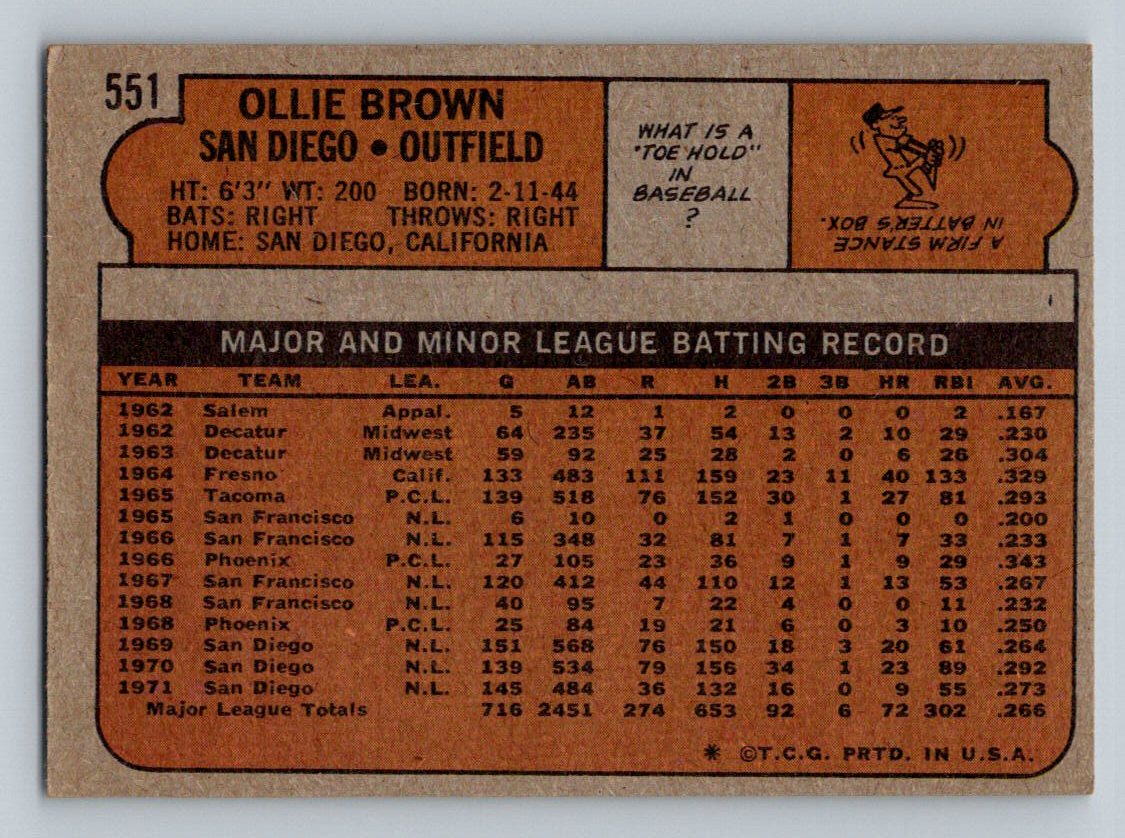 551
OLLIE BROWN
SAN DIEGO • OUTFIELD
HT: 6'3" WT: 200 BORN: 2-11-44
BATS: RIGHT THROWS: RIGHT
HOME: SAN DIEGO, CALIFORNIA
WHAT IS A
"TOE HOLD"
IN
BASEBALL
?
A FIRM STANCE
IN BATTER'S BOX.
MAJOR AND MINOR LEAGUE BATTING RECORD
YEAR TEAM LEA. G AB R H 2B 3B HR RBI AVG.
1962 Salem Appal. 5 12 1 2 0 0 0 2 .167
1962 Decatur Midwest 64 235 37 54 13 2 10 29 .230
1963 Decatur Midwest 59 92 25 28 2 0 6 26 .304
1964 Fresno Calif. 133 483 111 159 23 11 40 133 .329
1965 Tacoma P.C.L. 139 518 76 152 30 1 27 81 .293
1965 San Francisco N.L. 6 10 0 2 1 0 0 0 .200
1966 San Francisco N.L. 115 348 32 81 7 1 7 33 .233
1966 Phoenix P.C.L. 27 105 23 36 9 1 9 29 .343
1967 San Francisco N.L. 120 412 44 110 12 1 13 53 .267
1968 San Francisco N.L. 40 95 7 22 4 0 0 11 .232
1968 Phoenix P.C.L. 25 84 19 21 6 0 3 10 .250
1969 San Diego N.L. 151 568 76 150 18 3 20 61 .264
1970 San Diego N.L. 139 534 79 156 34 1 23 89 .292
1971 San Diego N.L. 145 484 36 132 16 0 9 55 .273
Major League Totals 716 2451 274 653 92 6 72 302 .266
* ©T.C.G. PRTD. IN U.S.A.